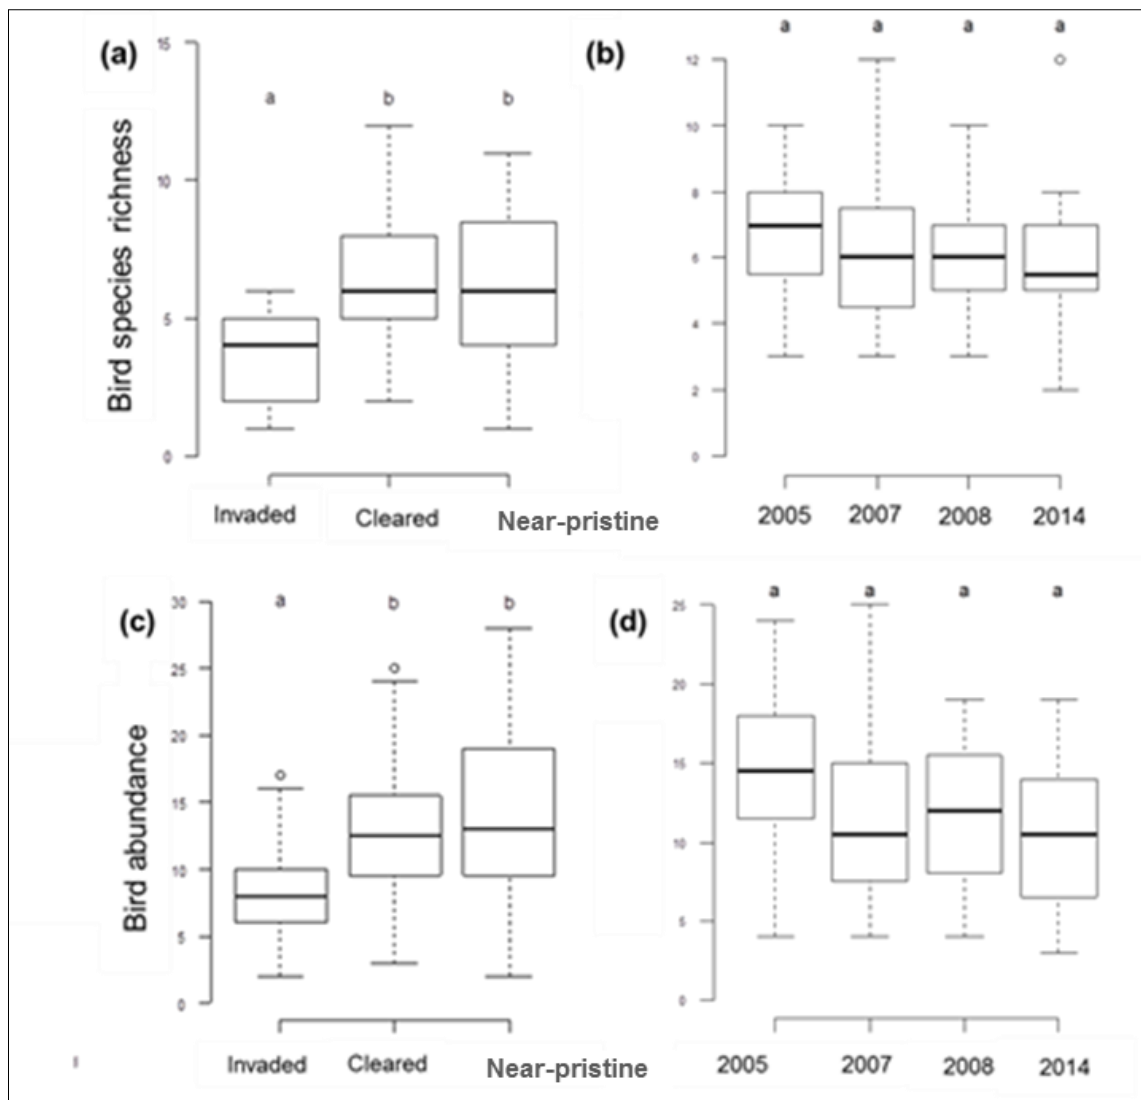 (a)
Bird species richness
15
10
5
0
a b b
Invaded Cleared Near-pristine
(b)
12
10
8
6
4
2
0
a a a a
2005 2007 2008 2014
(c)
Bird abundance
30
25
20
15
10
5
0
a b b
Invaded Cleared Near-pristine
(d)
25
20
15
10
5
0
a a a a
2005 2007 2008 2014